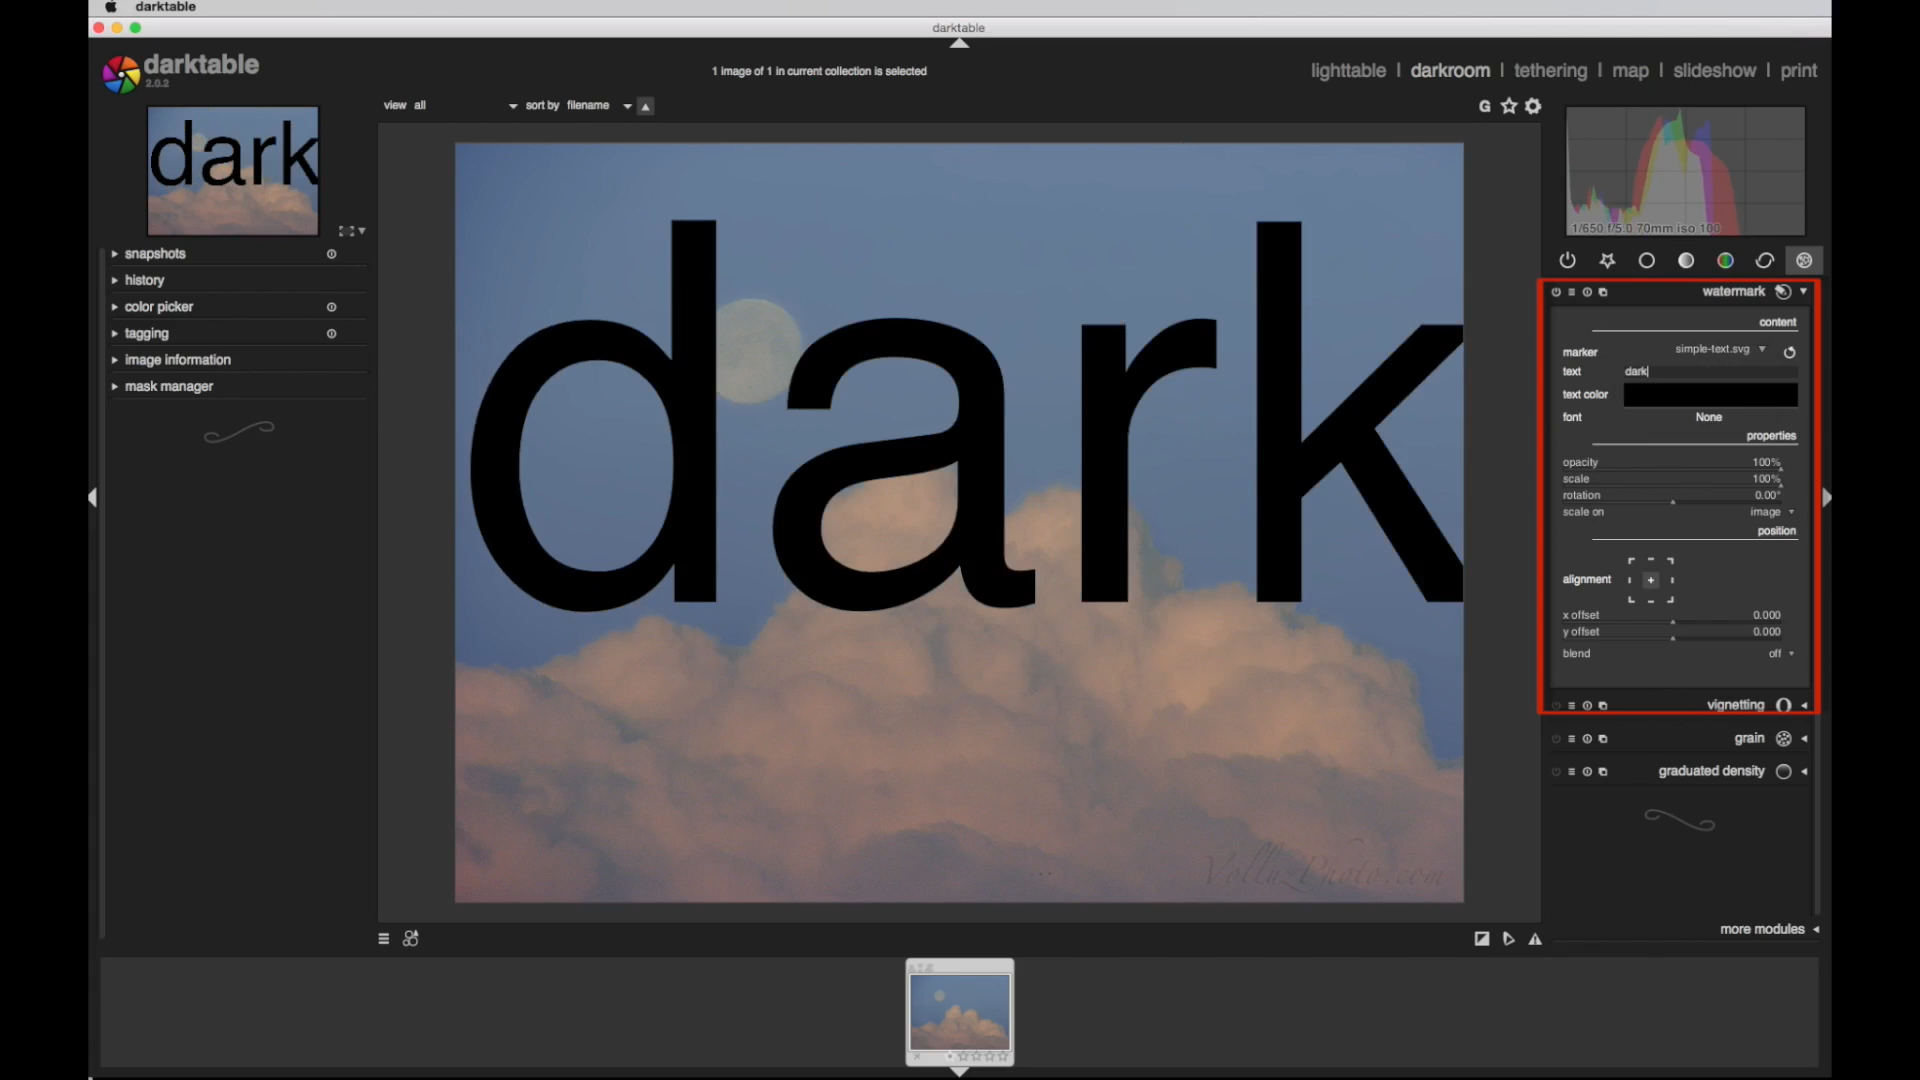 darktable
darktable
darktable
2.0.2
1 image of 1 in current collection is selected
lighttable | darkroom | tethering | map | slideshow | print
view all sort by filename
G
dark
snapshots
history
color picker
tagging
image information
mask manager
dark
VolluzPhoto.com
1/650 f/5.0 70mm iso 100
watermark
content
marker simple-text.svg
text dark
text color
font None
properties
opacity 100%
scale 100%
rotation 0.00°
scale on image
position
alignment
x offset 0.000
y offset 0.000
blend off
vignetting
grain
graduated density
more modules